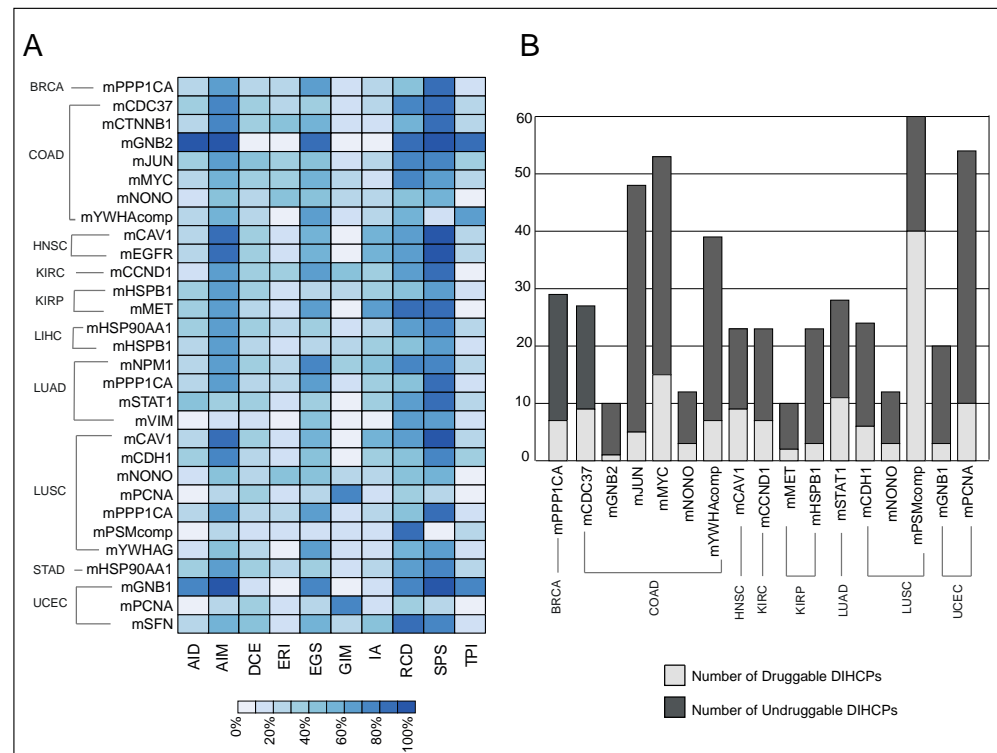 A
BRCA
mPPP1CA
COAD
mCDC37
mCTNNB1
mGNB2
mJUN
mMYC
mNONO
mYWHAcomp
HNSC
mCAV1
mEGFR
KIRC
mCCND1
KIRP
mHSPB1
mMET
LIHC
mHSP90AA1
mHSPB1
LUAD
mNPM1
mPPP1CA
mSTAT1
mVIM
LUSC
mCAV1
mCDH1
mNONO
mPCNA
mPPP1CA
mPSMcomp
mYWHAG
STAD
mHSP90AA1
UCEC
mGNB1
mPCNA
mSFN
AID AIM DCE ERI EGS GIM IA RCD SPS TPI
0% 20% 40% 60% 80% 100%
B
60
50
40
30
20
10
0
mPPP1CA mCDC37 mGNB2 mJUN mMYC mNONO mYWHAcomp mCAV1 mCCND1 mMET mHSPB1 mSTAT1 mCDH1 mNONO mPSMcomp mGNB1 mPCNA
BRCA COAD HNSC KIRC KIRP LUAD LUSC UCEC
Number of Druggable DIHCPs
Number of Undruggable DIHCPs